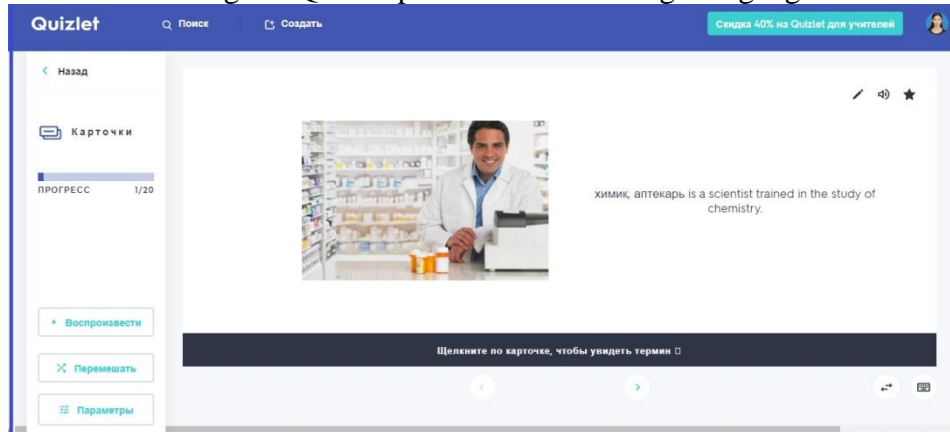 Quizlet
Поиск
Создать
Скидка 40% на Quizlet для учителей
Назад
Карточки
ПРОГРЕСС 1/20
химик, аптекарь is a scientist trained in the study of
chemistry.
Воспроизвести
Щелкните по карточке, чтобы увидеть термин
Перемешать
Параметры